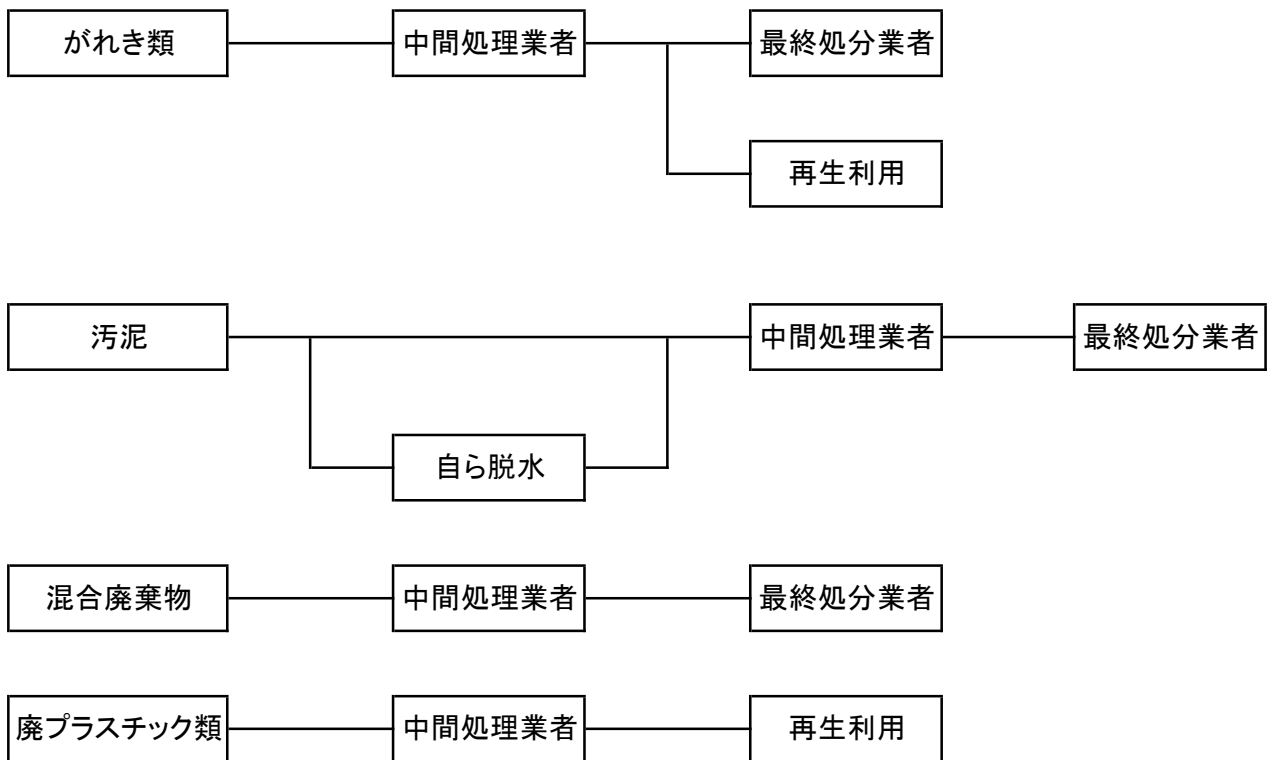 がれき類
中間処理業者
最終処分業者
再生利用
汚泥
中間処理業者
最終処分業者
自ら脱水
混合廃棄物
中間処理業者
最終処分業者
廃プラスチック類
中間処理業者
再生利用